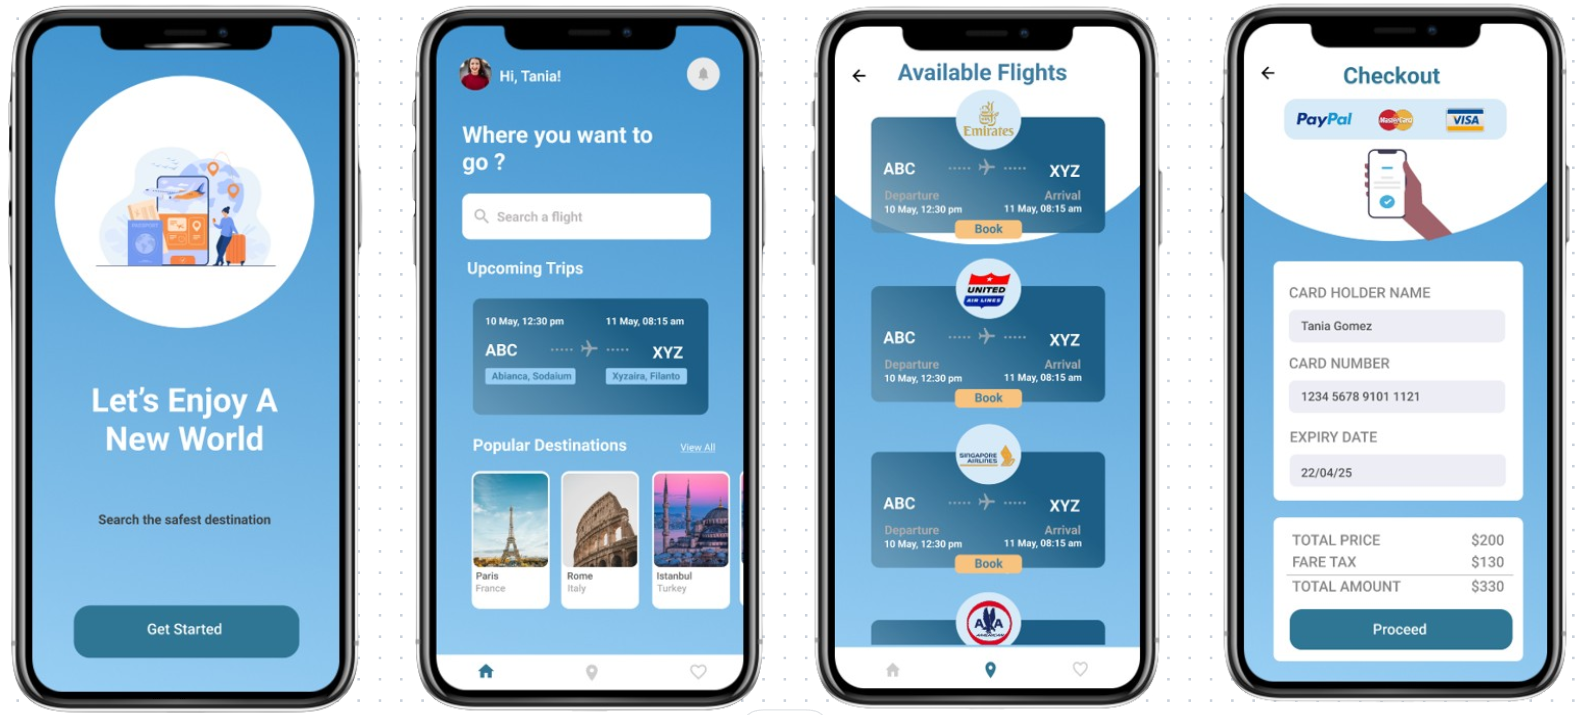 Let's Enjoy A
New World
Search the safest destination
Get Started
Hi, Tania!
Where you want to
go ?
Search a flight
Upcoming Trips
10 May, 12:30 pm 11 May, 08:15 am
ABC XYZ
Abianca, Sodaium Xyzaira, Filanto
Popular Destinations View All
Paris Rome Istanbul
France Italy Turkey
Available Flights
Emirates
ABC XYZ
Departure Arrival
10 May, 12:30 pm 11 May, 08:15 am
Book
UNITED
AIR LINES
ABC XYZ
Departure Arrival
10 May, 12:30 pm 11 May, 08:15 am
Book
SINGAPORE
AIRLINES
ABC XYZ
Departure Arrival
10 May, 12:30 pm 11 May, 08:15 am
Book
AA
AMERICAN
Checkout
PayPal MasterCard VISA
CARD HOLDER NAME
Tania Gomez
CARD NUMBER
1234 5678 9101 1121
EXPIRY DATE
22/04/25
TOTAL PRICE $200
FARE TAX $130
TOTAL AMOUNT $330
Proceed